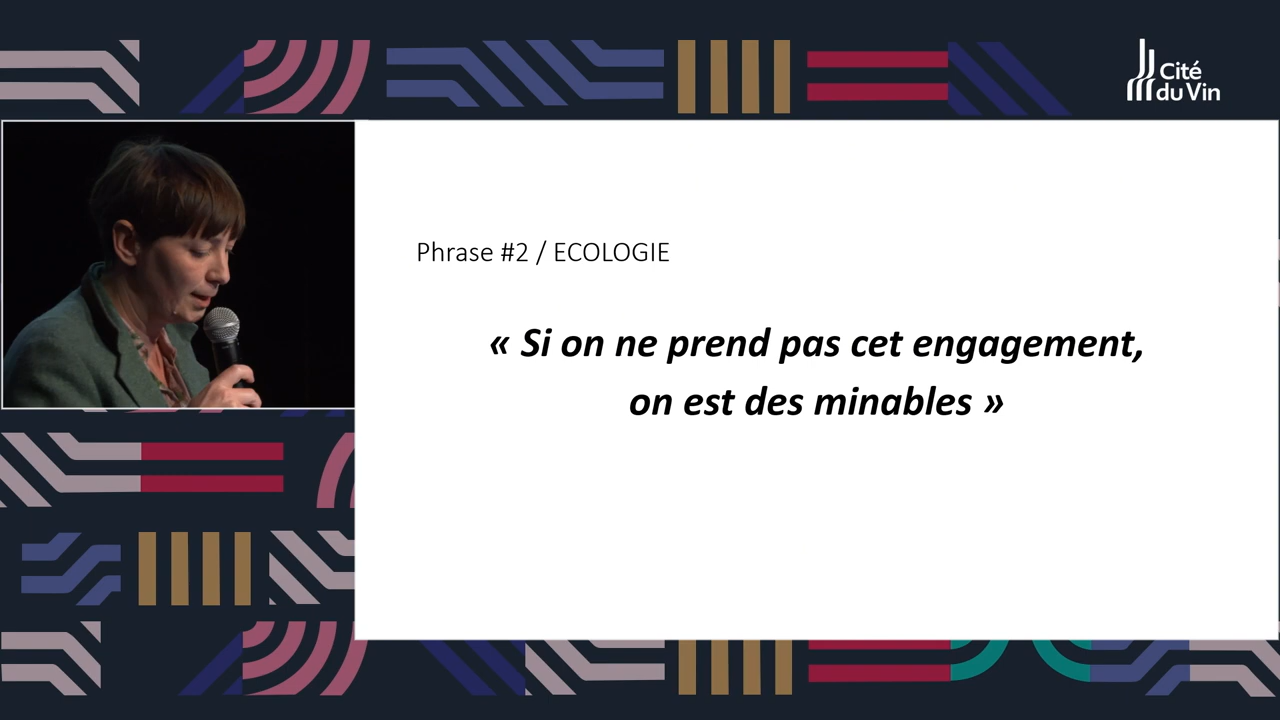 Cité
du Vin
Phrase #2 / ECOLOGIE
« Si on ne prend pas cet engagement,
on est des minables »